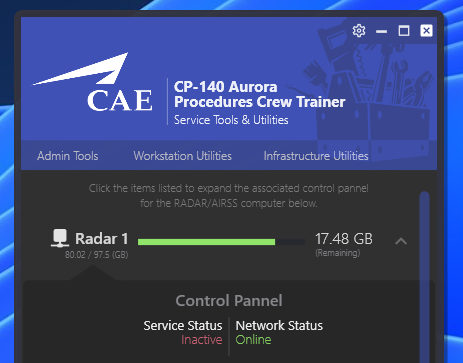 CAE
CP-140 Aurora
Procedures Crew Trainer
Service Tools & Utilities
Admin Tools
Workstation Utilities
Infrastructure Utilities
Click the items listed to expand the associated control pannel
for the RADAR/AIRSS computer below.
Radar 1
17.48 GB
80.02 / 97.5 (GB)
(Remaining)
Control Pannel
Service Status
Network Status
Inactive
Online